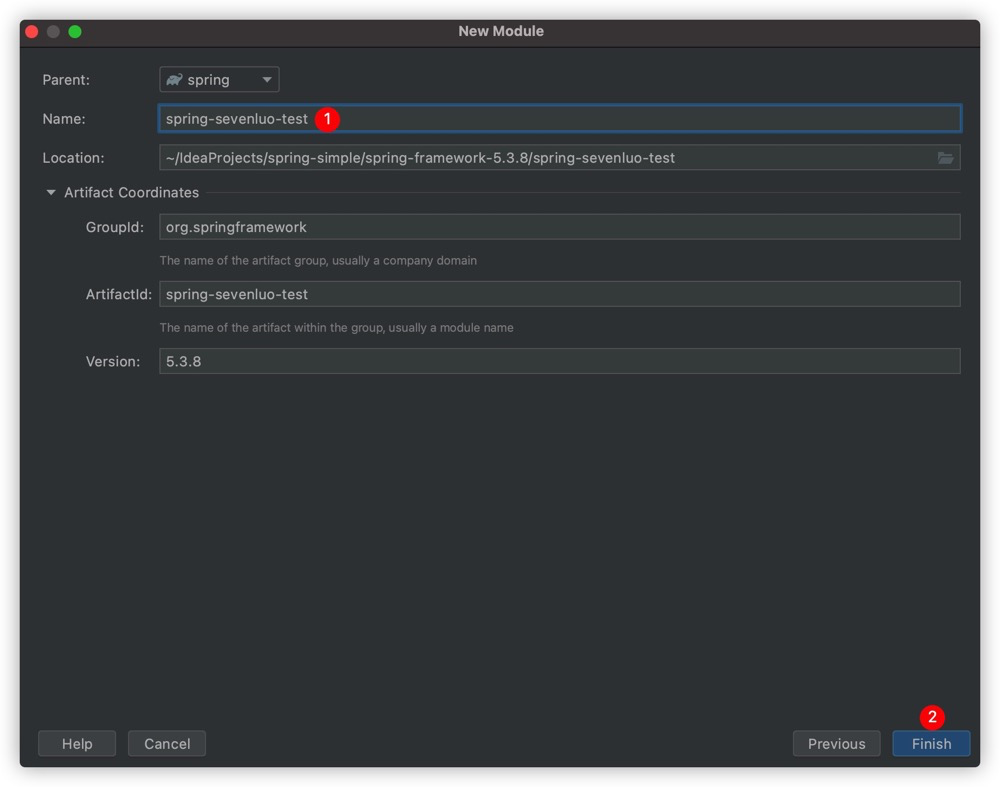 New Module
Parent: spring
Name: spring-sevenluo-test 1
Location: ~/IdeaProjects/spring-simple/spring-framework-5.3.8/spring-sevenluo-test
Artifact Coordinates
GroupId: org.springframework
The name of the artifact group, usually a company domain
ArtifactId: spring-sevenluo-test
The name of the artifact within the group, usually a module name
Version: 5.3.8
2
Help Cancel Previous Finish